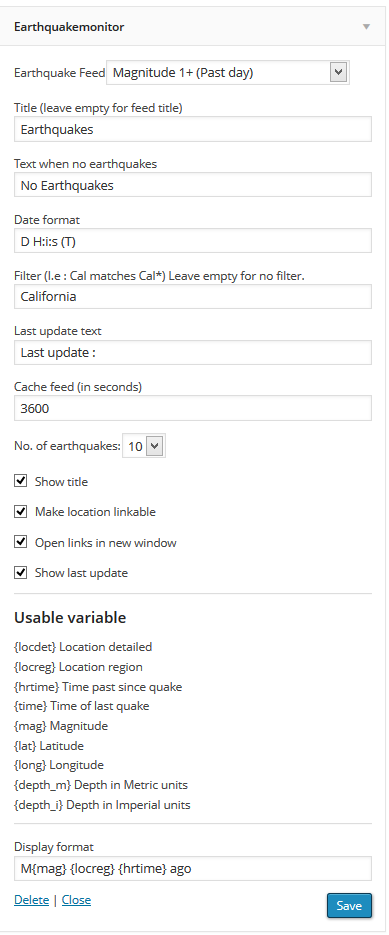 Earthquakemonitor
Earthquake Feed Magnitude 1+ (Past day)
Title (leave empty for feed title)
Earthquakes
Text when no earthquakes
No Earthquakes
Date format
D H:i:s (T)
Filter (I.e : Cal matches Cal*) Leave empty for no filter.
California
Last update text
Last update :
Cache feed (in seconds)
3600
No. of earthquakes: 10
Show title
Make location linkable
Open links in new window
Show last update
Usable variable
{locdet} Location detailed
{locreg} Location region
{hrtime} Time past since quake
{time} Time of last quake
{mag} Magnitude
{lat} Latitude
{long} Longitude
{depth_m} Depth in Metric units
{depth_i} Depth in Imperial units
Display format
M{mag} {locreg} {hrtime} ago
Delete | Close Save